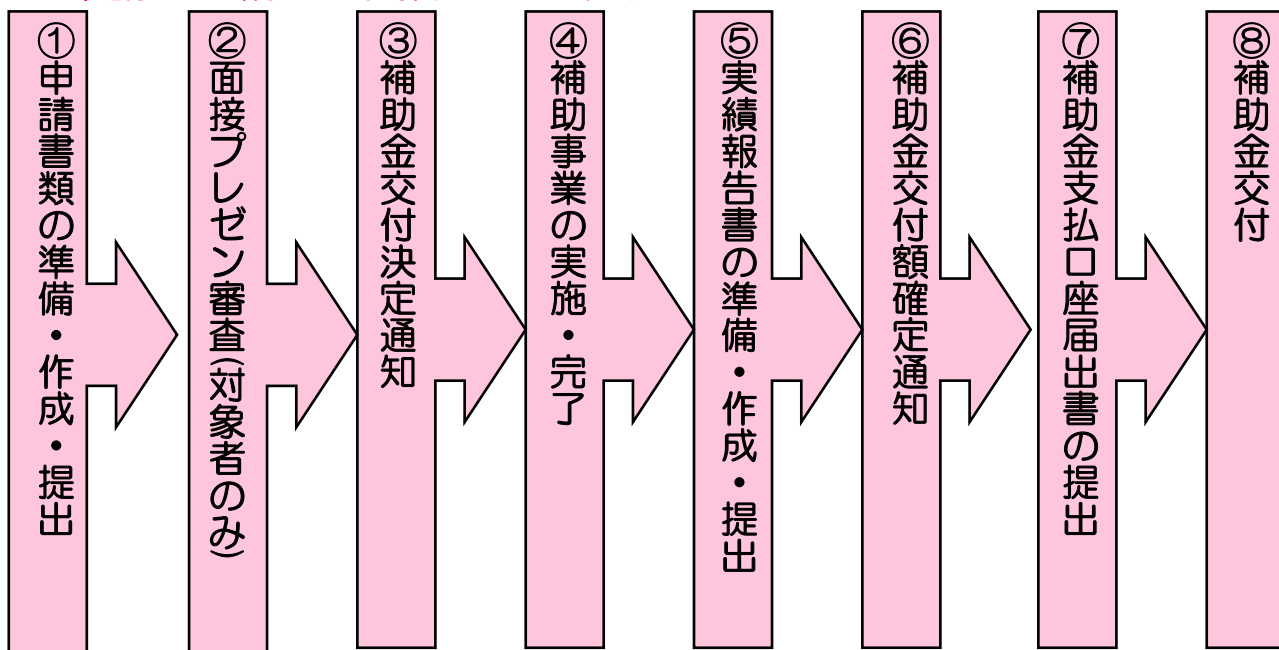 ①申請書類の準備・作成・提出
②面接プレゼン審査(対象者のみ)
③補助金交付決定通知
④補助事業の実施・完了
⑤実績報告書の準備・作成・提出
⑥補助金交付額確定通知
⑦補助金支払口座届出書の提出
⑧補助金交付